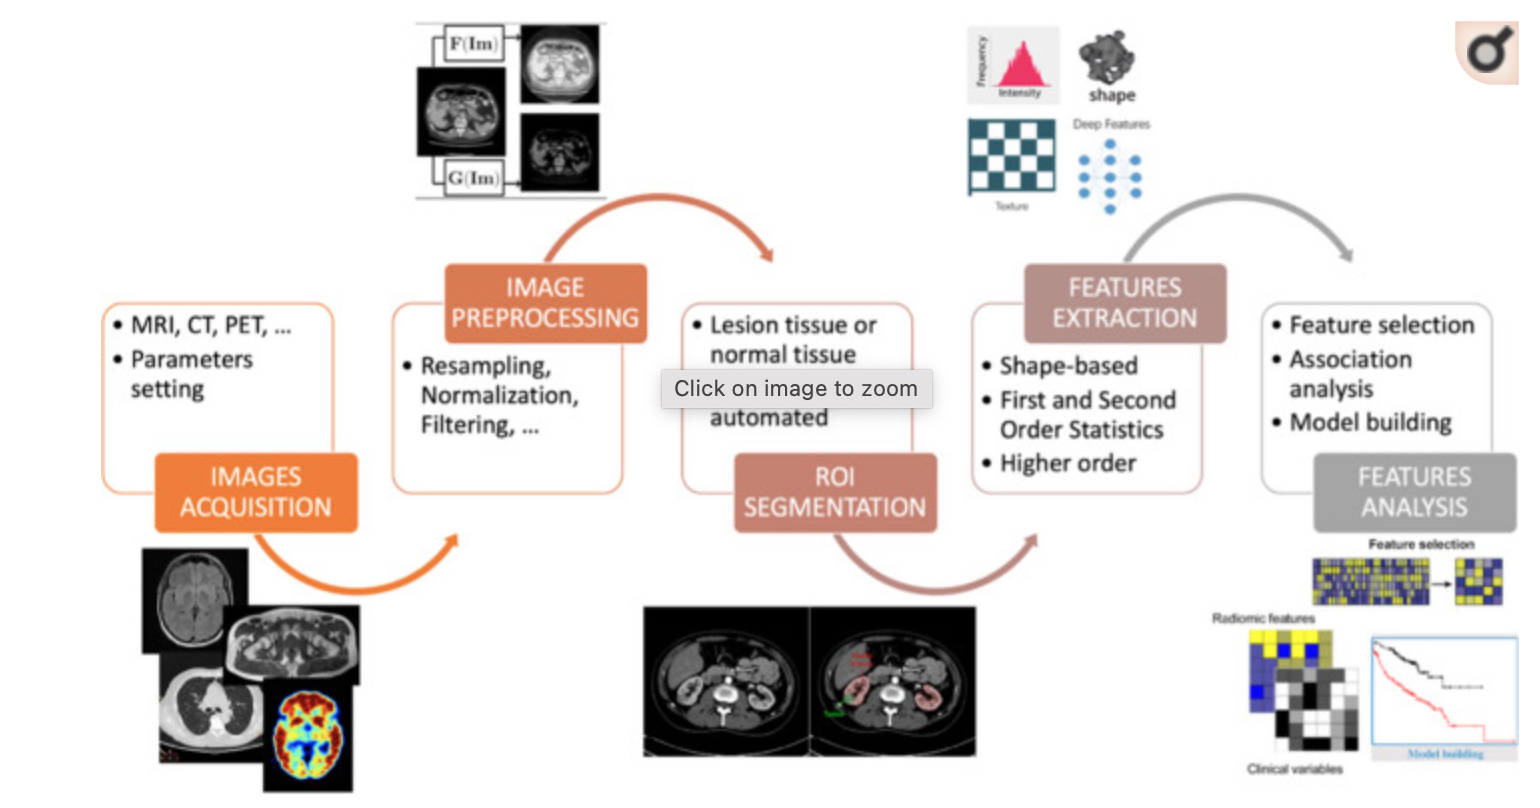 F(Im)
G(Im)
Frequency
Intensity
shape
Deep Features
Texture
IMAGE
PREPROCESSING
FEATURES
EXTRACTION
• MRI, CT, PET, ...
• Parameters
setting
• Resampling,
Normalization,
Filtering, ...
• Lesion tissue or
normal tissue
Click on image to zoom
automated
• Shape-based
• First and Second
Order Statistics
• Higher order
• Feature selection
• Association
analysis
• Model building
IMAGES
ACQUISITION
ROI
SEGMENTATION
FEATURES
ANALYSIS
Feature selection
Radiomic features
Model building
Clinical variables